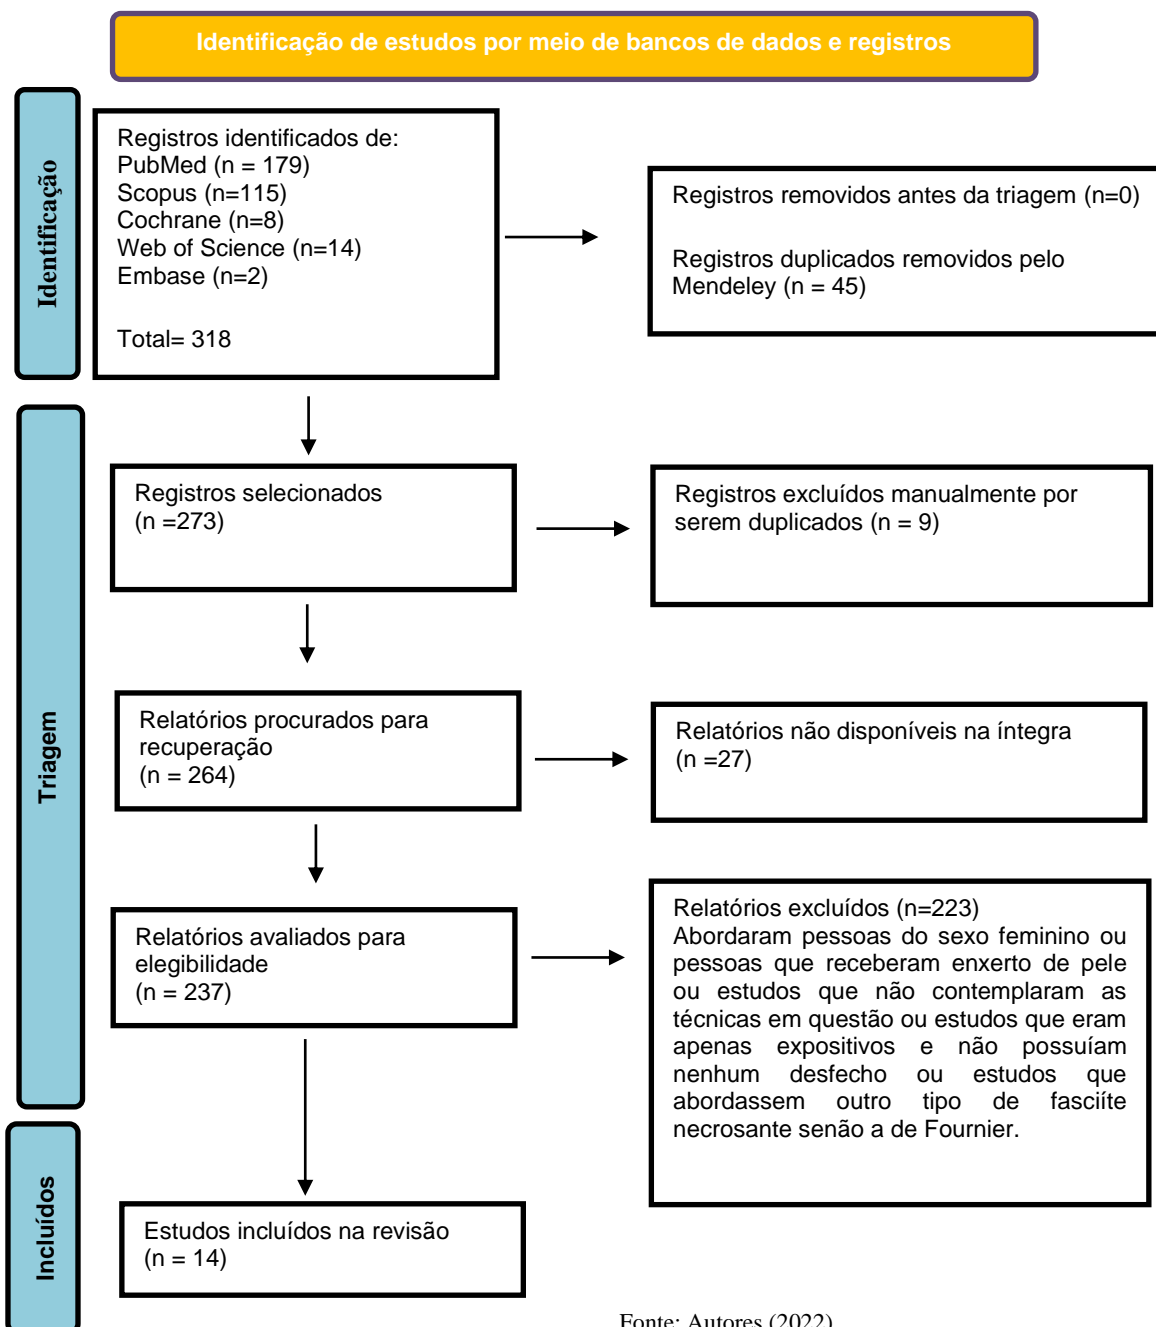 Identificação de estudos por meio de bancos de dados e registros
Identificação
Registros identificados de:
PubMed (n = 179)
Scopus (n=115)
Cochrane (n=8)
Web of Science (n=14)
Embase (n=2)
Total= 318
Registros removidos antes da triagem (n=0)
Registros duplicados removidos pelo
Mendeley (n = 45)
Triagem
Registros selecionados
(n =273)
Registros excluídos manualmente por
serem duplicados (n = 9)
Relatórios procurados para
recuperação
(n = 264)
Relatórios não disponíveis na íntegra
(n =27)
Relatórios avaliados para
elegibilidade
(n = 237)
Relatórios excluídos (n=223)
Abordaram pessoas do sexo feminino ou
pessoas que receberam enxerto de pele
ou estudos que não contemplaram as
técnicas em questão ou estudos que eram
apenas expositivos e não possuíam
nenhum desfecho ou estudos que
abordassem outro tipo de fasciíte
necrosante senão a de Fournier.
Incluídos
Estudos incluídos na revisão
(n = 14)
Fonte: Autores (2022)